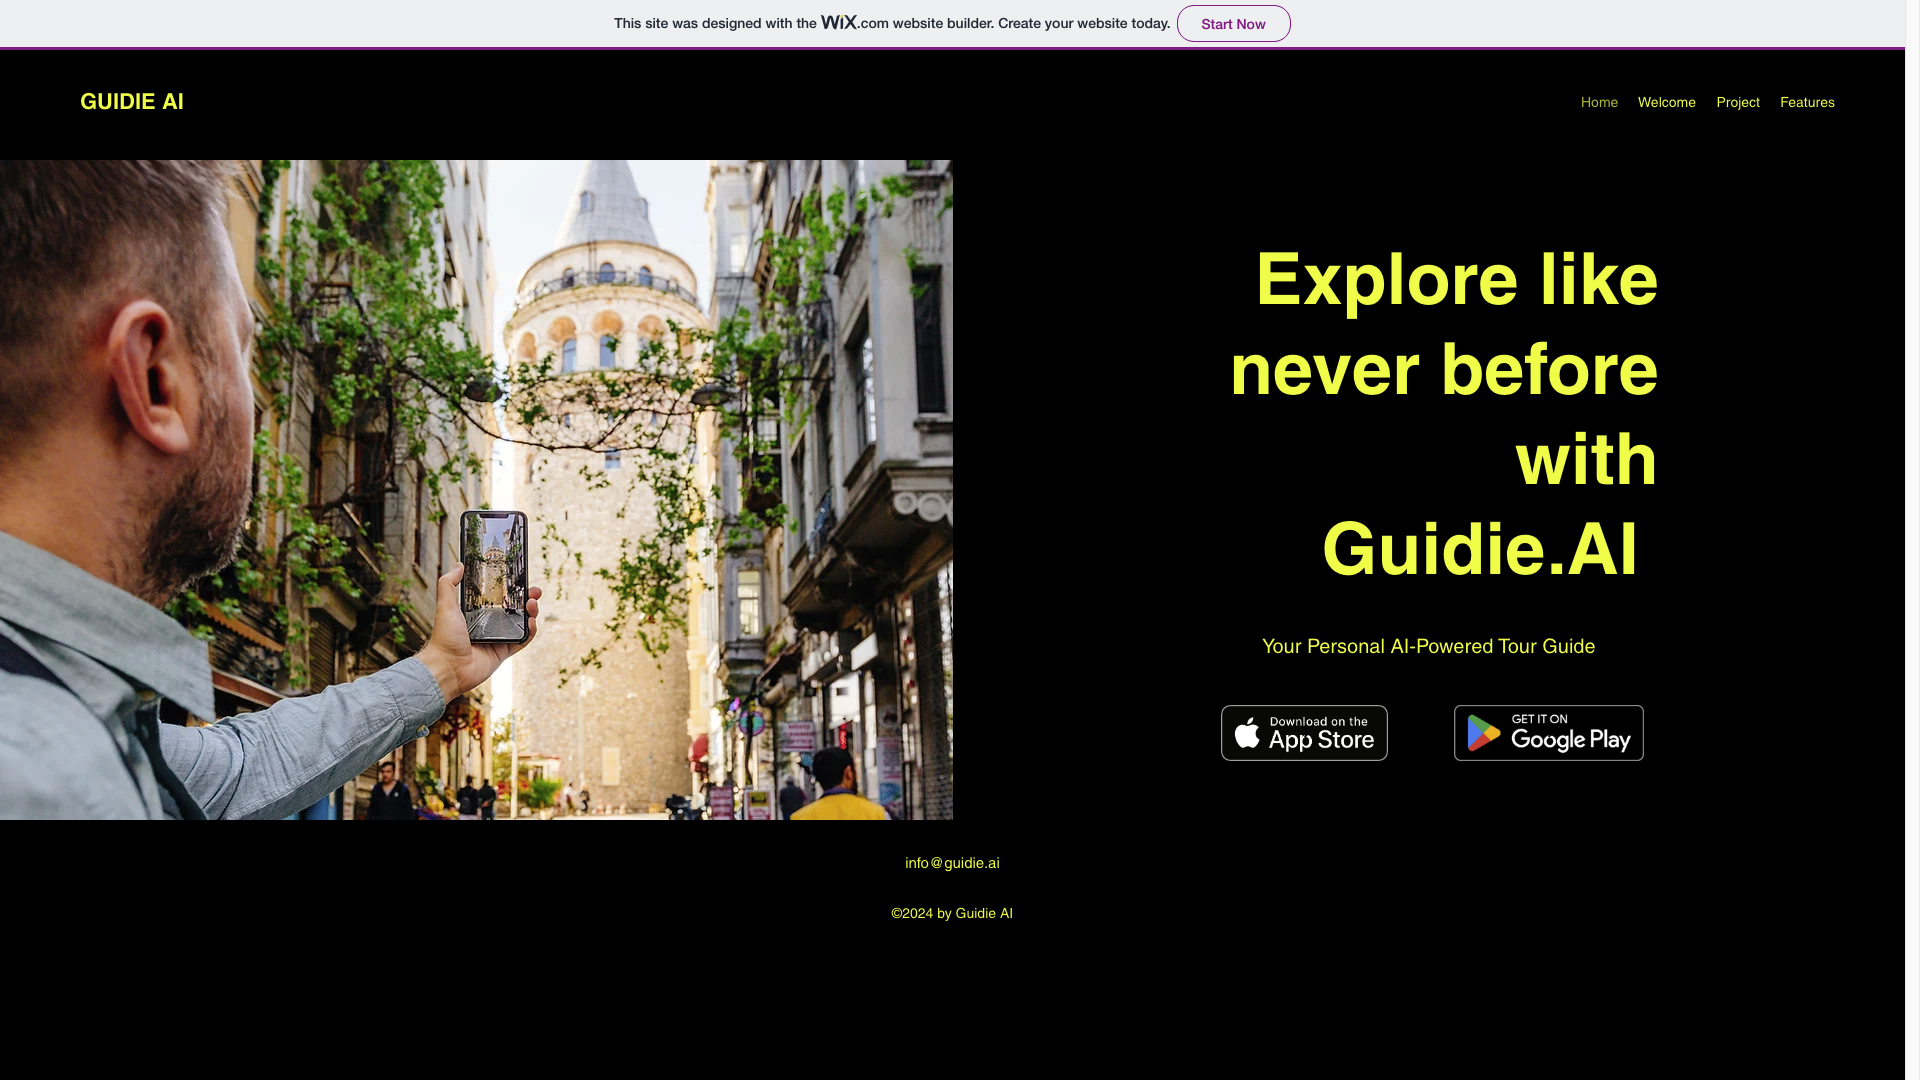 This site was designed with the WiX.com website builder. Create your website today. Start Now
GUIDIE AI
Home Welcome Project Features
Explore like
never before
with
Guidie.AI
Your Personal AI-Powered Tour Guide
Download on the
App Store
GET IT ON
Google Play
info@guidie.ai
©2024 by Guidie AI